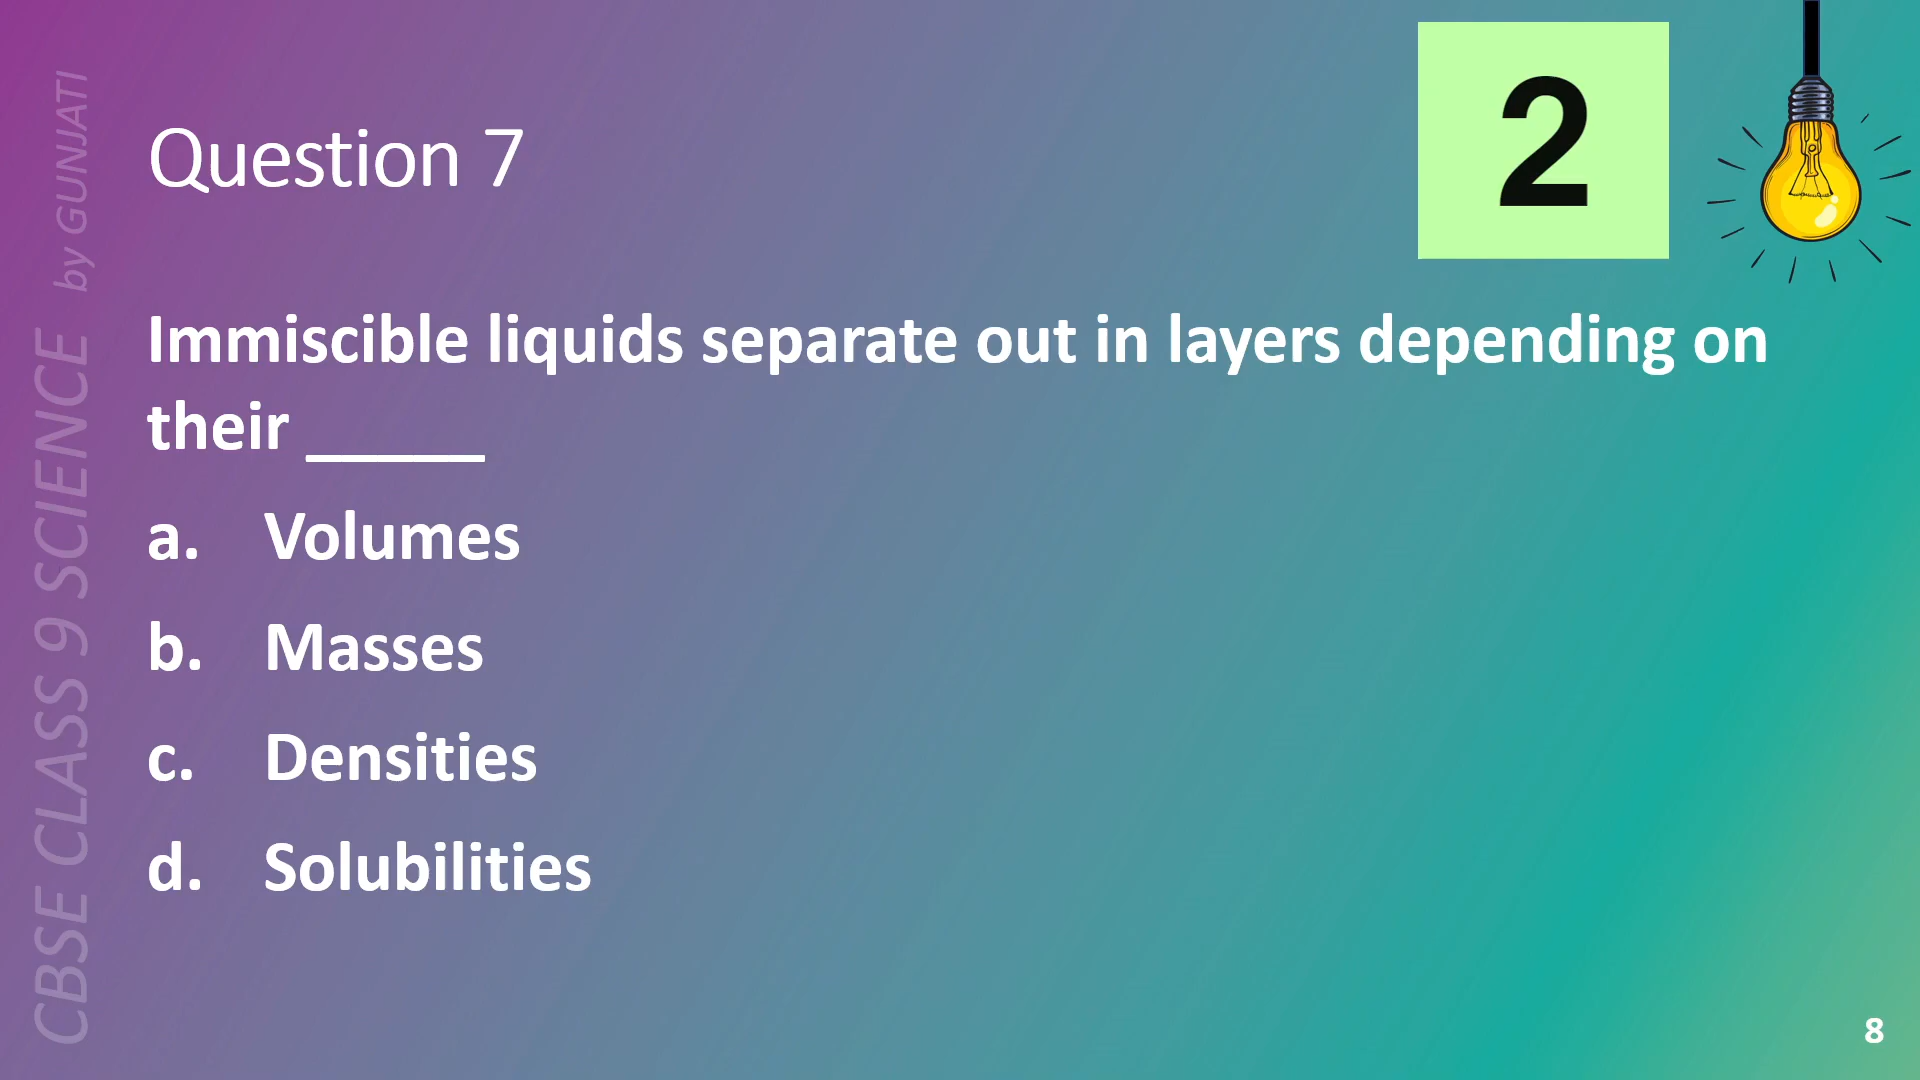 Question 7
2
Immiscible liquids separate out in layers depending on
their _____
a. Volumes
b. Masses
c. Densities
d. Solubilities
CBSE CLASS 9 SCIENCE by GUNJATI
8